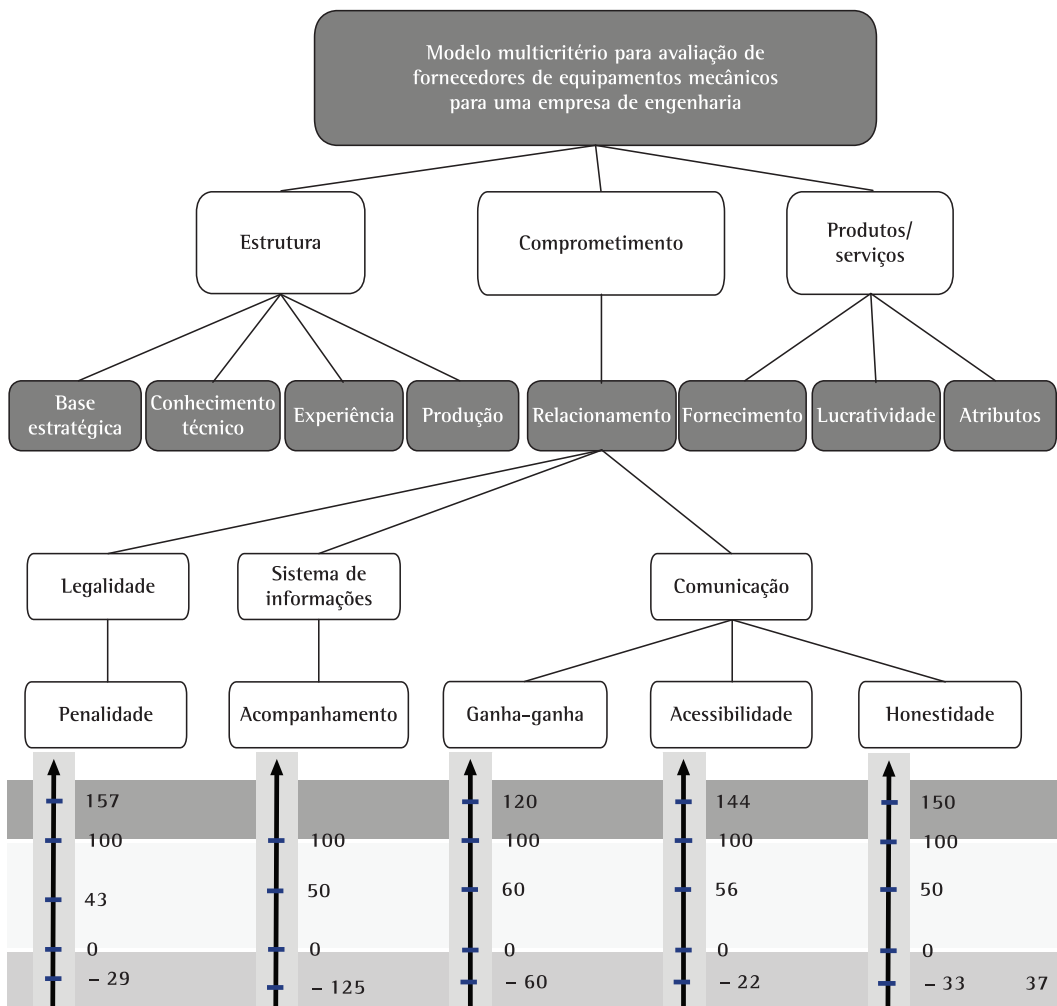 Modelo multicritério para avaliação de
fornecedores de equipamentos mecânicos
para uma empresa de engenharia
Estrutura
Comprometimento
Produtos/
serviços
Base
estratégica
Conhecimento
técnico
Experiência
Produção
Relacionamento
Fornecimento
Lucratividade
Atributos
Legalidade
Sistema de
informações
Comunicação
Penalidade
Acompanhamento
Ganha-ganha
Acessibilidade
Honestidade
157
120
144
150
100
100
100
100
100
43
50
60
56
50
0
0
0
0
0
– 29
– 125
– 60
– 22
– 33
37